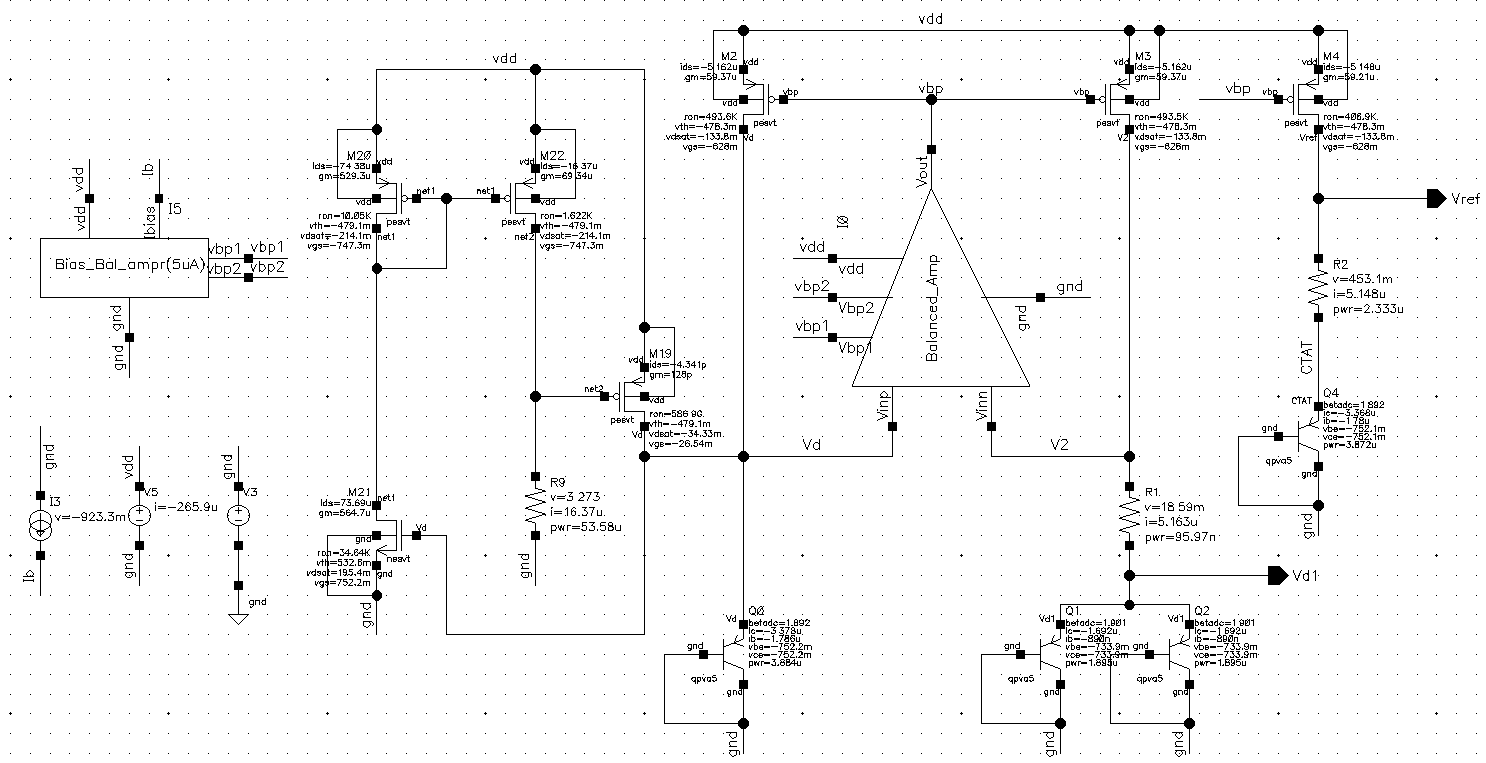 vdd
M2
vdd
ids=-5.162u
gm=59.37u
vbp
vdd
pesvt
ron=493.6K
vth=-478.3m
vdsat=-133.8m
vgs=-628m
Vd
vbp
M3
vdd
ids=-5.162u
gm=59.37u
vbp
vdd
pesvt
ron=493.5K
vth=-478.3m
vdsat=-133.8m
vgs=-628m
V2
vbp
M4
vdd
ids=-5.148u
gm=59.21u
vbp
vdd
pesvt
ron=406.9K
vth=-478.3m
vdsat=-133.8m
vgs=-628m
Vref
Vref
vdd
M20
vdd
ids=-74.38u
gm=529.3u
net1
vdd
pesvt
ron=10.05K
vth=-479.1m
vdsat=-214.1m
vgs=-747.3m
net1
M22
vdd
ids=-16.37u
gm=69.34u
net1
vdd
pesvt
ron=1.622K
vth=-479.1m
vdsat=-214.1m
vgs=-747.3m
net2
vdd
vdd
Ib
Ibias
I5
Bias_Bal_ampr(5uA)
vbp1
vbp1
vbp2
vbp2
gnd
gnd
Vout
I0
vdd
vdd
vbp2
Vbp2
vbp1
Vbp1
Balanced_Amp
gnd
gnd
Vinp
Vinn
Vd
V2
R2
v=453.1m
i=5.148u
pwr=2.333u
CTAT
M19
vdd
ids=-4.341p
gm=128p
net2
vdd
pesvt
vth=-479.1m
vdsat=-34.33m
vgs=-26.54m
Vd
CTAT
Q4
betadc=1.892
ic=-3.368u
ib=-1.78u
vbe=-752.1m
vce=-752.1m
pwr=3.872u
gnd
qpva5
gnd
gnd
gnd
I3
v=-923.3m
Ib
vdd
V5
i=-265.9u
gnd
gnd
V3
gnd
M21
net1
ids=73.69u
gm=564.7u
Vd
gnd
nesvt
ron=34.64K
vth=532.6m
vdsat=195.4m
vgs=752.2m
gnd
gnd
R9
v=3.273
i=16.37u
pwr=53.58u
gnd
R1
v=18.59m
i=5.163u
pwr=95.97n
Vd1
Vd
Q0
betadc=1.892
ic=-3.378u
ib=-1.786u
vbe=-752.2m
vce=-752.2m
pwr=3.884u
gnd
qpva5
gnd
gnd
Vd1
Q1
betadc=1.901
ic=-1.692u
ib=-890n
vbe=-733.9m
vce=-733.9m
pwr=1.895u
gnd
qpva5
gnd
gnd
Vd1
Q2
betadc=1.901
ic=-1.692u
ib=-890n
vbe=-733.9m
vce=-733.9m
pwr=1.895u
gnd
qpva5
gnd
gnd